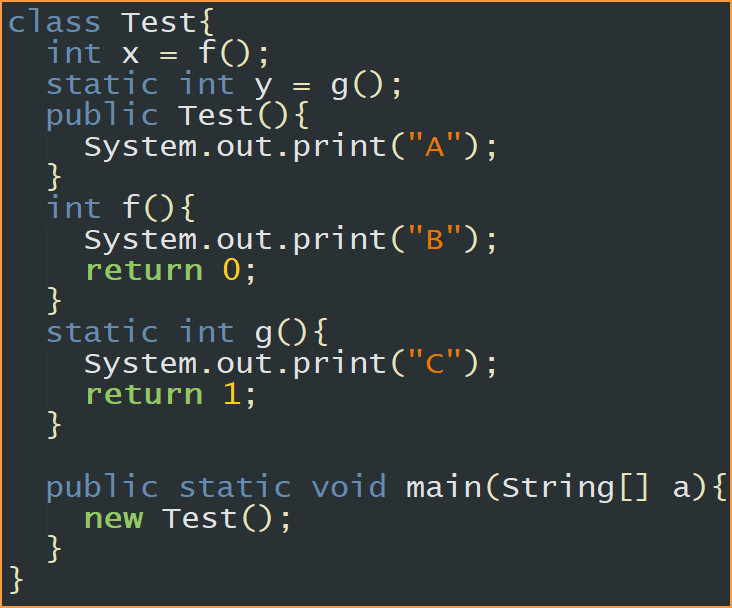 class Test{
  int x = f();
  static int y = g();
  public Test(){
    System.out.print("A");
  }
  int f(){
    System.out.print("B");
    return 0;
  }
  static int g(){
    System.out.print("C");
    return 1;
  }

  public static void main(String[] a){
    new Test();
  }
}